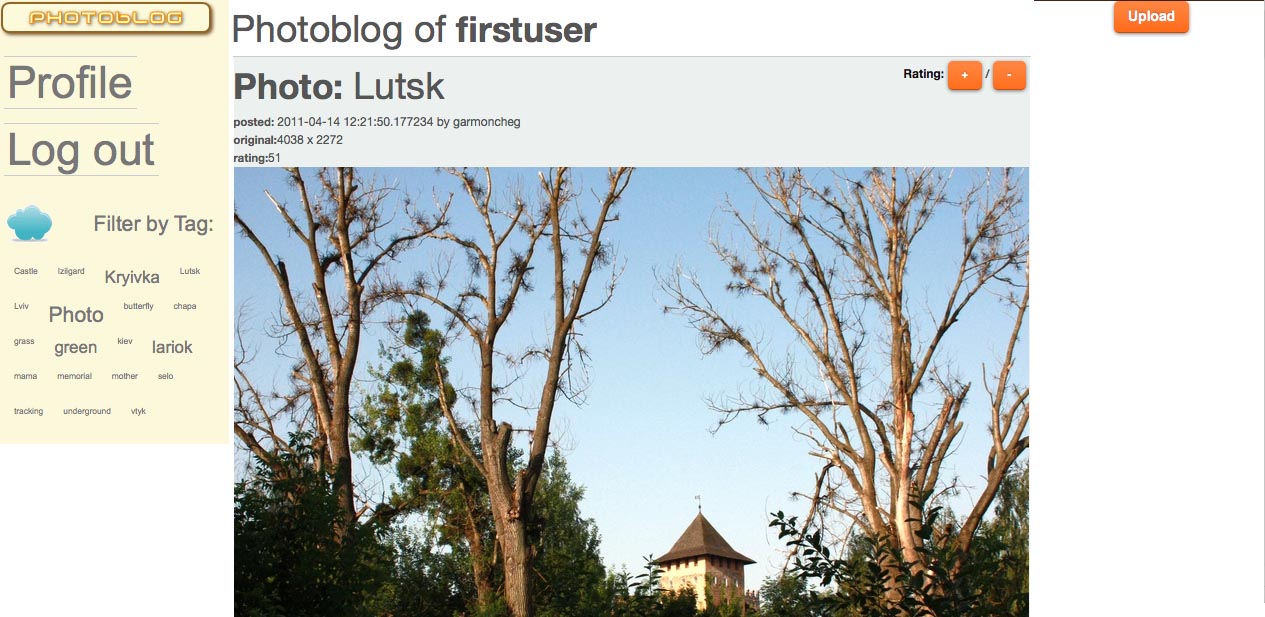 PHOTOBLOG
Profile
Log out
Filter by Tag:
Castle Izilgard Kryivka Lutsk
Lviv Photo butterfly chapa
grass green kiev lariok
mama memorial mother selo
tracking underground vtyk
Photoblog of firstuser
Photo: Lutsk
Rating: + / -
posted: 2011-04-14 12:21:50.177234 by garmoncheg
original:4038 x 2272
rating:51
Upload